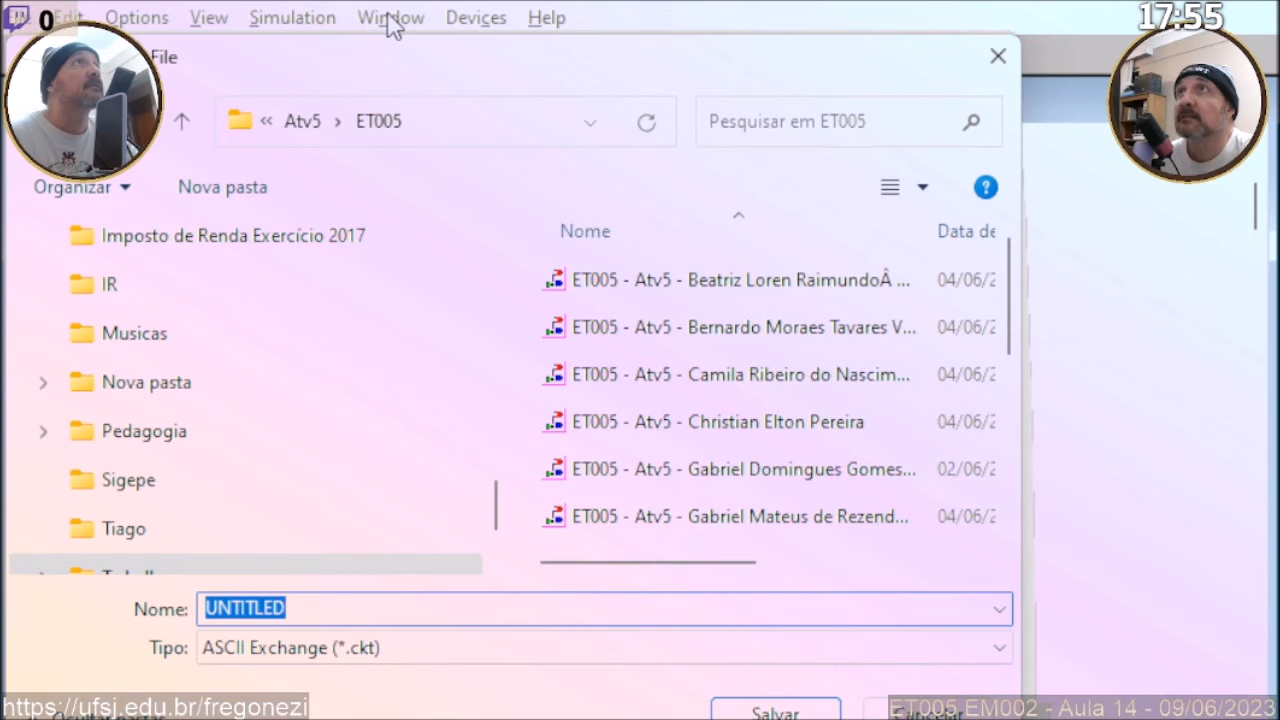 0
Edit Options View Simulation Window Devices Help
17:55
File
« Atv5 › ET005
Pesquisar em ET005
Organizar
Nova pasta
Nome
Data de
Imposto de Renda Exercício 2017
IR
Musicas
Nova pasta
Pedagogia
Sigepe
Tiago
ET005 - Atv5 - Beatriz Loren RaimundoÂ ... 04/06/2
ET005 - Atv5 - Bernardo Moraes Tavares V... 04/06/2
ET005 - Atv5 - Camila Ribeiro do Nascim... 04/06/2
ET005 - Atv5 - Christian Elton Pereira 04/06/2
ET005 - Atv5 - Gabriel Domingues Gomes... 02/06/2
ET005 - Atv5 - Gabriel Mateus de Rezend... 04/06/2
Nome: UNTITLED
Tipo: ASCII Exchange (*.ckt)
Salvar
Cancelar
Ocultar pastas
https://ufsj.edu.br/fregonezi
ET005 EM002 - Aula 14 - 09/06/2023